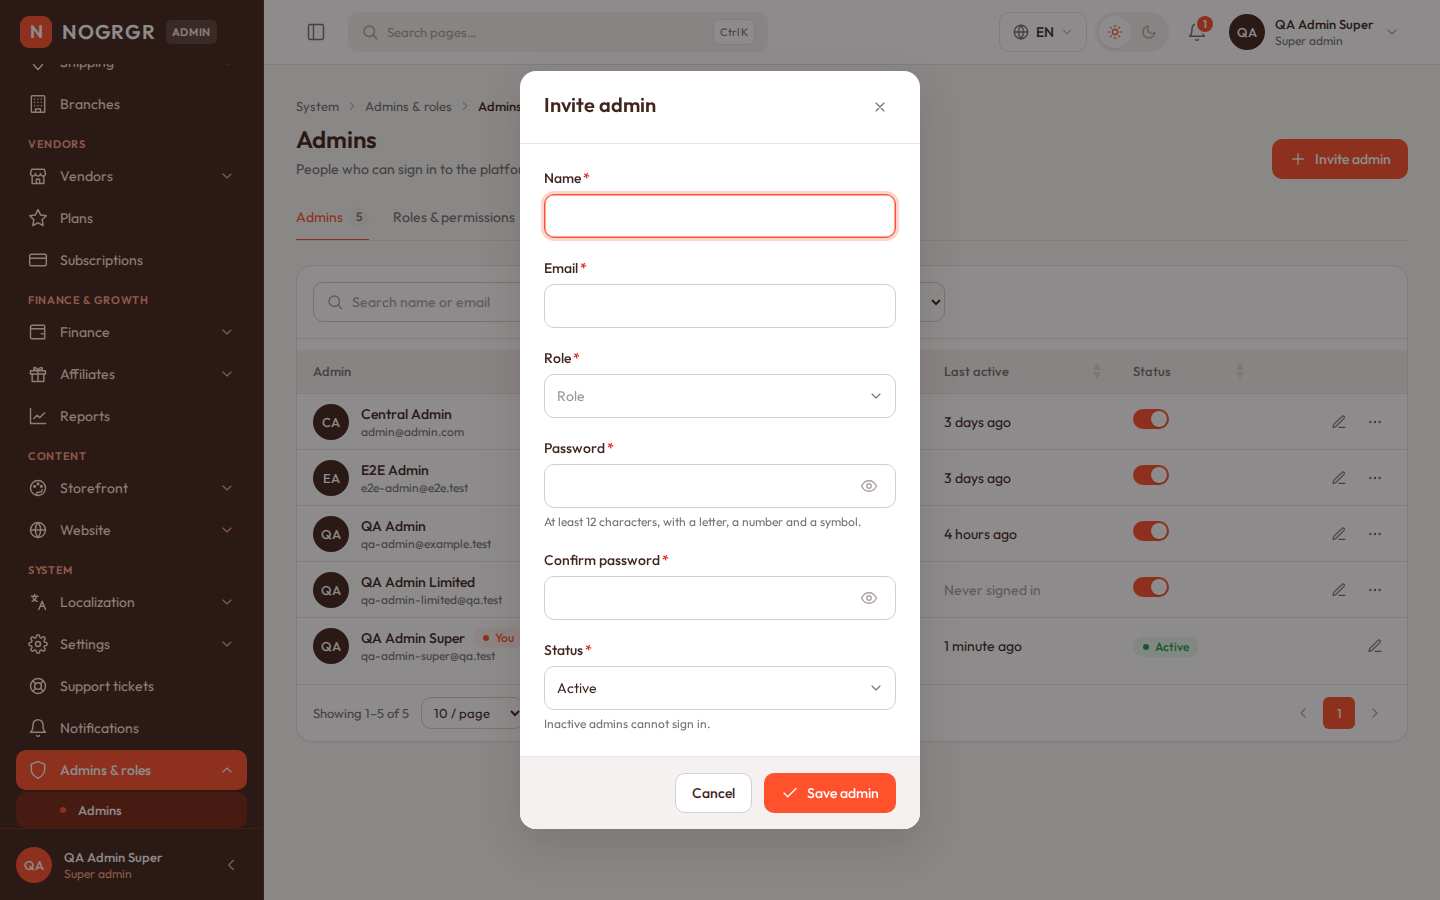 N NOGRGR ADMIN
Search pages...
Ctrl K
EN
1
QA
QA Admin Super
Super admin
Shipping
Branches
VENDORS
Vendors
Plans
Subscriptions
FINANCE & GROWTH
Finance
Affiliates
Reports
CONTENT
Storefront
Website
SYSTEM
Localization
Settings
Support tickets
Notifications
Admins & roles
Admins
QA
QA Admin Super
Super admin
System
Admins & roles
Admins
Admins
People who can sign in to the platfor
Invite admin
Admins 5
Roles & permissions
Search name or email
Admin
Last active
Status
CA
Central Admin
admin@admin.com
3 days ago
EA
E2E Admin
e2e-admin@e2e.test
3 days ago
QA
QA Admin
qa-admin@example.test
4 hours ago
QA
QA Admin Limited
qa-admin-limited@qa.test
Never signed in
QA
QA Admin Super
You
qa-admin-super@qa.test
1 minute ago
Active
Showing 1–5 of 5
10 / page
1
Invite admin
Name *
Email *
Role *
Role
Password *
At least 12 characters, with a letter, a number and a symbol.
Confirm password *
Status *
Active
Inactive admins cannot sign in.
Cancel
Save admin